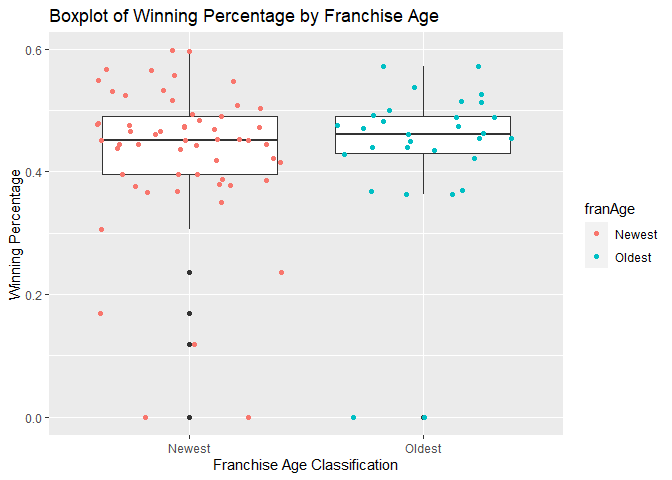 Boxplot of Winning Percentage by Franchise Age
Winning Percentage
0.6
0.4
0.2
0.0
Newest
Oldest
Franchise Age Classification
franAge
Newest
Oldest